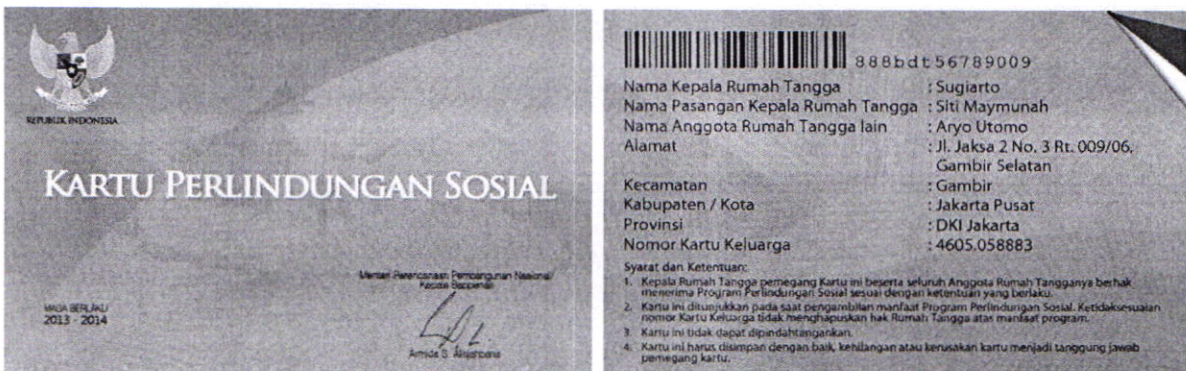 REPUBLIK INDONESIA
KARTU PERLINDUNGAN SOSIAL
Menteri Perencanaan Pembangunan Nasional/
Kepala Bappenas
Armida S. Alisjahbana
MASA BERLAKU
2013 - 2014
888bdt56789009
Nama Kepala Rumah Tangga : Sugiarto
Nama Pasangan Kepala Rumah Tangga : Siti Maymunah
Nama Anggota Rumah Tangga lain : Aryo Utomo
Alamat : Jl. Jaksa 2 No. 3 Rt. 009/06,
Gambir Selatan
Kecamatan : Gambir
Kabupaten / Kota : Jakarta Pusat
Provinsi : DKI Jakarta
Nomor Kartu Keluarga : 4605.058883
Syarat dan Ketentuan:
1. Kepala Rumah Tangga pemegang Kartu ini beserta seluruh Anggota Rumah Tangganya berhak
menerima Program Perlindungan Sosial sesuai dengan ketentuan yang berlaku.
2. Kartu ini ditunjukkan pada saat pengambilan manfaat Program Perlindungan Sosial. Ketidaksesuaian
nomor Kartu Keluarga tidak menghapuskan hak Rumah Tangga atas manfaat program.
3. Kartu ini tidak dapat dipindahtangankan.
4. Kartu ini harus disimpan dengan baik, kehilangan atau kerusakan kartu menjadi tanggung jawab
pemegang kartu.